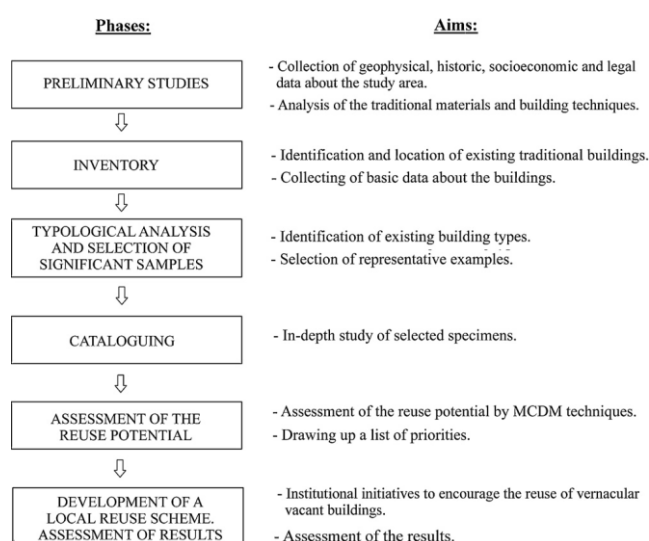 Phases:
Aims:
PRELIMINARY STUDIES
- Collection of geophysical, historic, socioeconomic and legal
data about the study area.
- Analysis of the traditional materials and building techniques.
INVENTORY
- Identification and location of existing traditional buildings.
- Collecting of basic data about the buildings.
TYPOLOGICAL ANALYSIS
AND SELECTION OF
SIGNIFICANT SAMPLES
- Identification of existing building types.
- Selection of representative examples.
CATALOGUING
- In-depth study of selected specimens.
ASSESSMENT OF THE
REUSE POTENTIAL
- Assessment of the reuse potential by MCDM techniques.
- Drawing up a list of priorities.
DEVELOPMENT OF A
LOCAL REUSE SCHEME.
ASSESSMENT OF RESULTS
- Institutional initiatives to encourage the reuse of vernacular
vacant buildings.
- Assessment of the results.